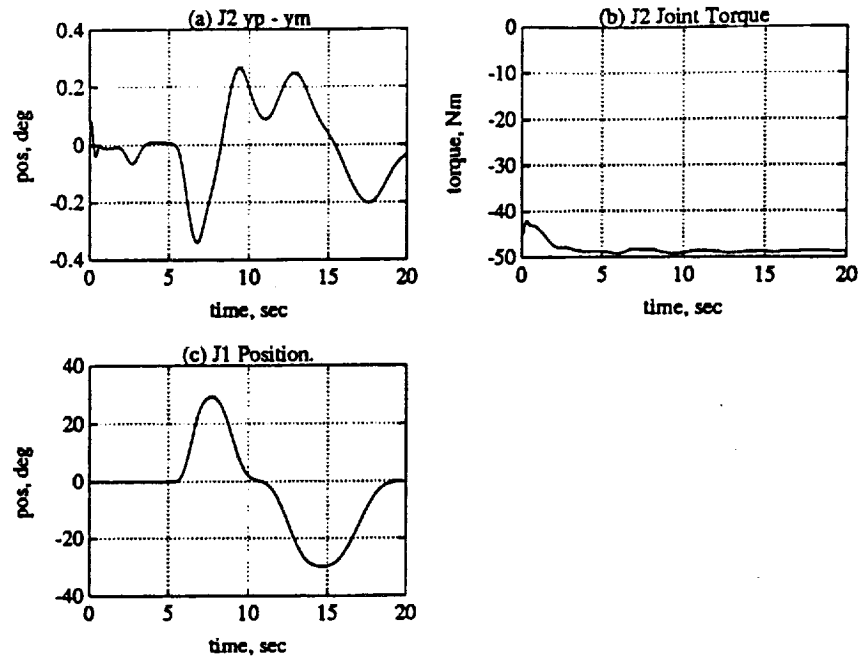 (a) J2 yp - ym
0.4
0.2
0
-0.2
-0.4
pos, deg
0 5 10 15 20
time, sec
(b) J2 Joint Torque
0
-10
-20
-30
-40
-50
torque, Nm
0 5 10 15 20
time, sec
(c) J1 Position.
40
20
0
-20
-40
pos, deg
0 5 10 15 20
time, sec